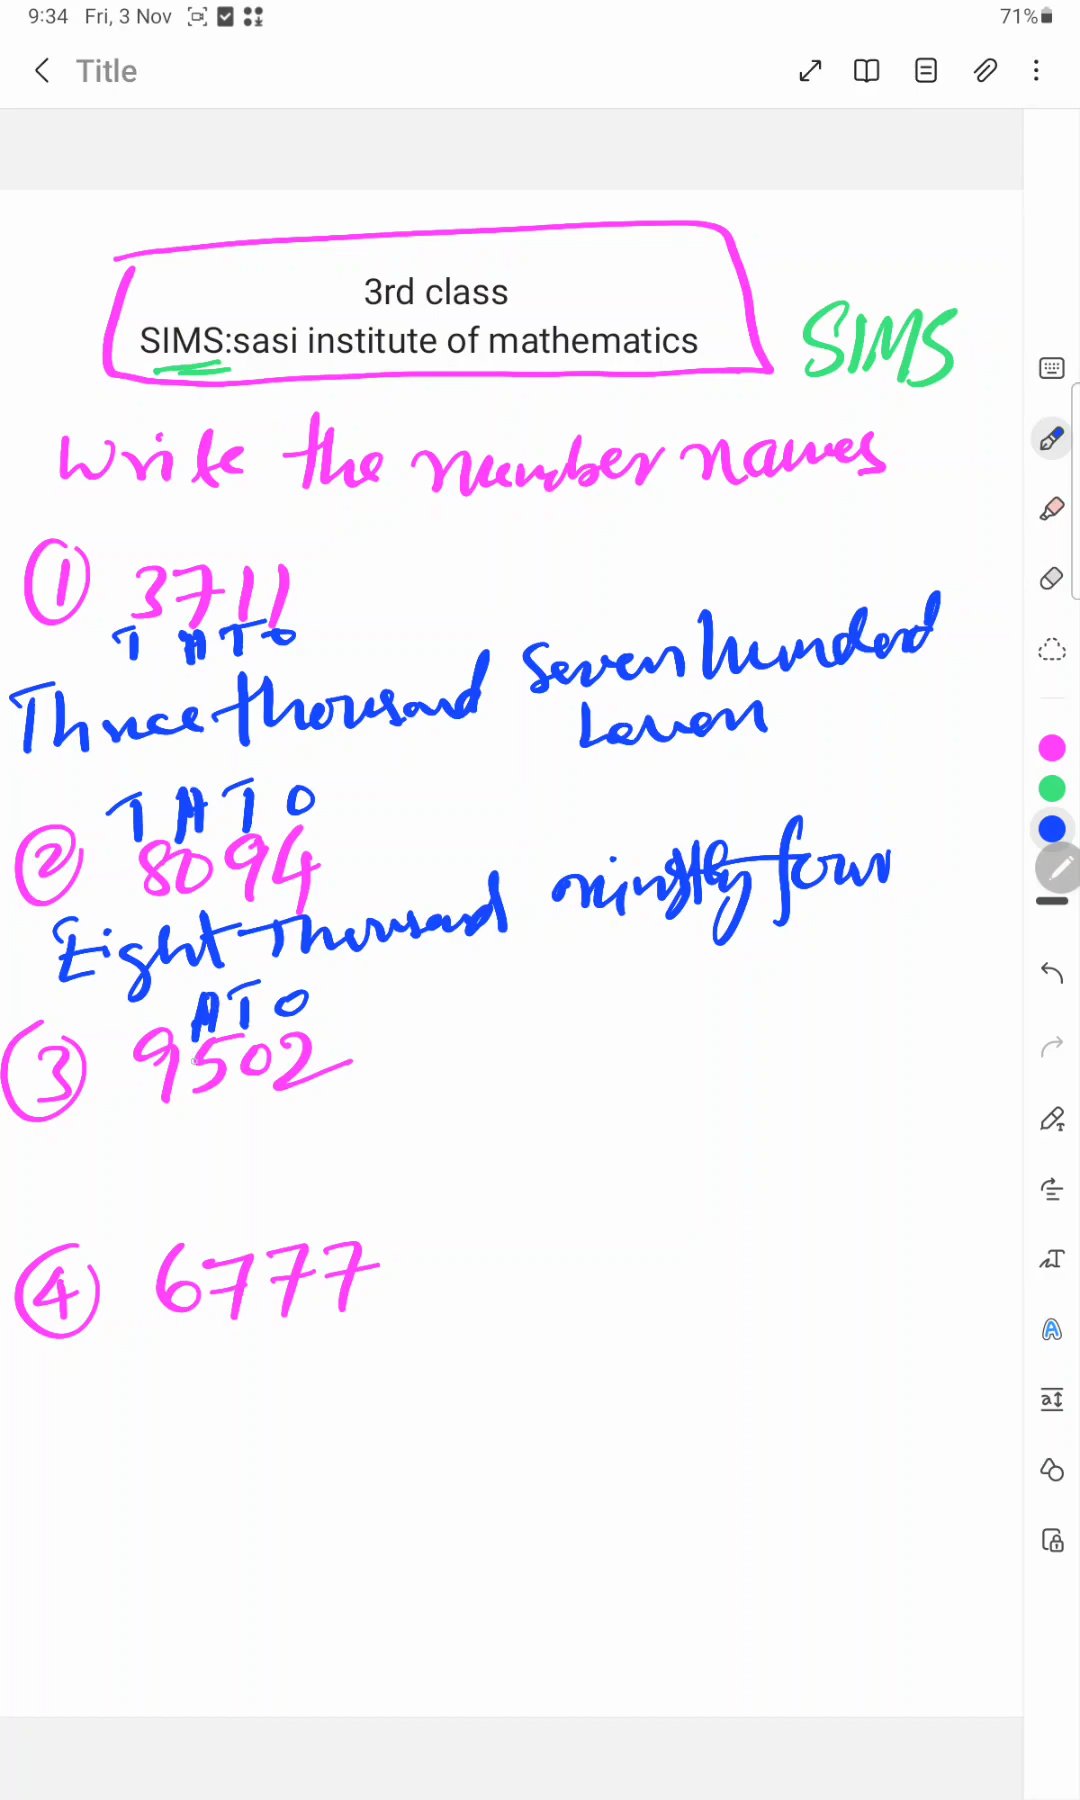 9:34 Fri, 3 Nov 71%
Title
3rd class
SIMS:sasi institute of mathematics
SIMS
Write the number names
① 3711
T H T O
Three thousand seven hundred
Leven
T H T O
② 8094
Eight thousand ninety four
H T O
③ 9502
④ 6777